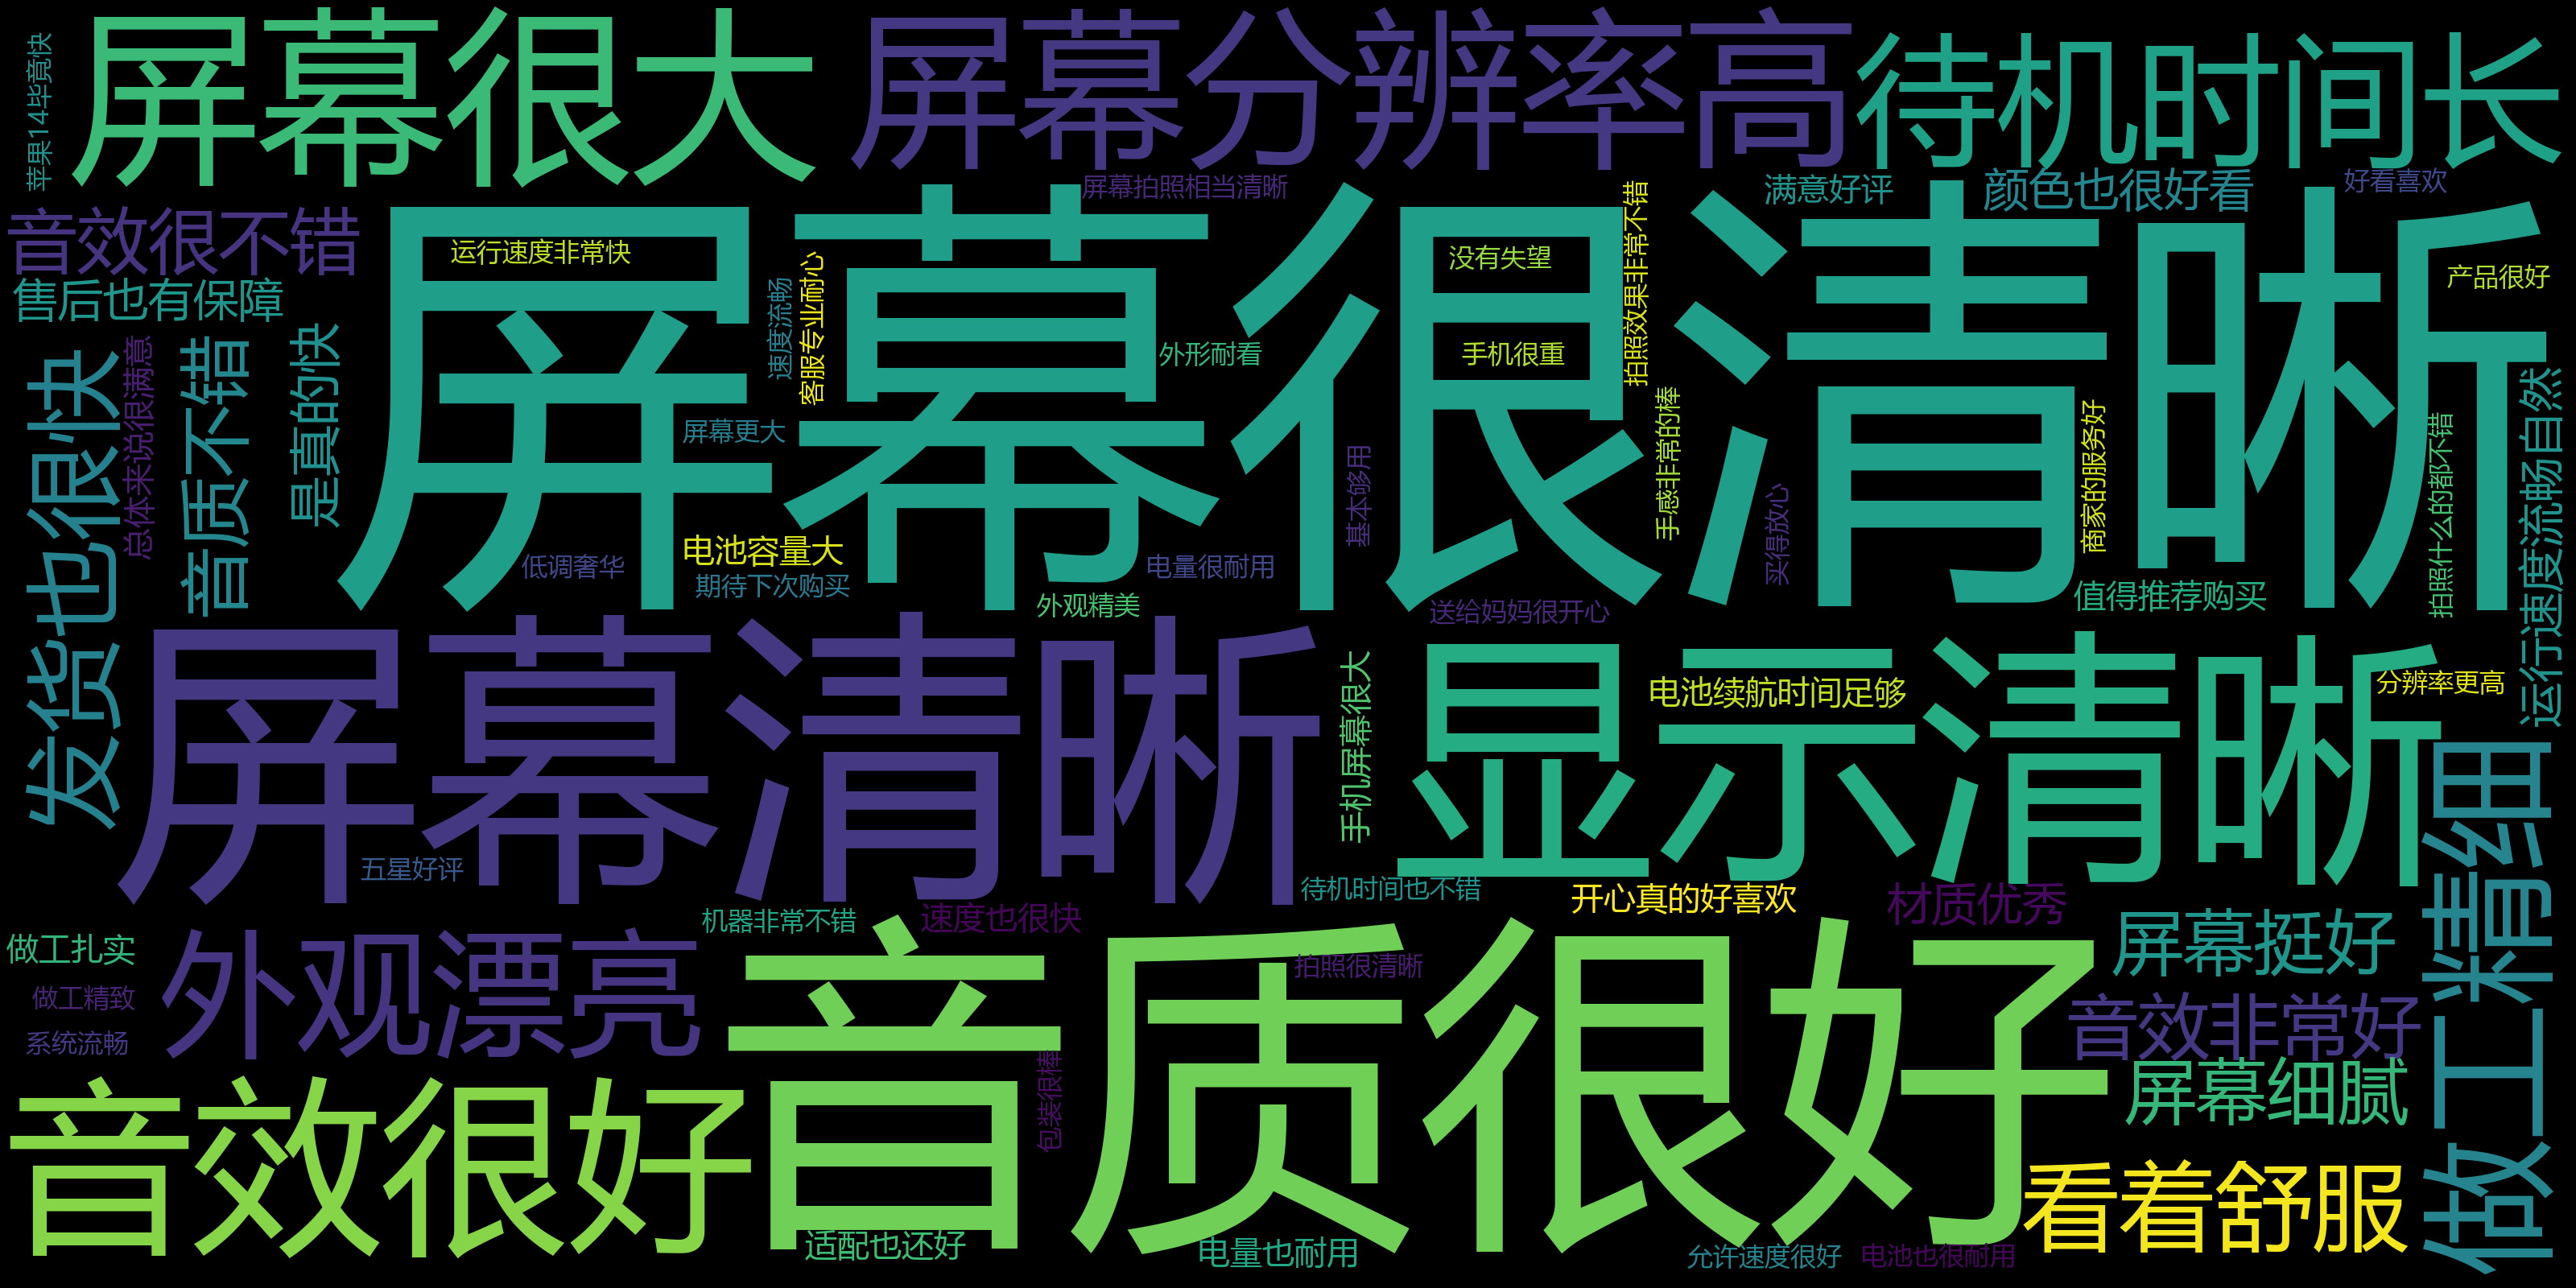 屏幕很大
屏幕分辨率高
待机时间长
苹果14毕竟快
屏幕拍照相当清晰
满意好评
颜色也很好看
好看喜欢
音效很不错
屏幕很清晰
运行速度非常快
没有失望
拍照效果非常不错
产品很好
售后也有保障
速度流畅
客服专业耐心
外形耐看
手机很重
发货也很快
总体来说很满意
音质不错
是真的快
屏幕更大
基本够用
手感非常的棒
买得放心
商家的服务好
拍照什么的都不错
运行速度流畅自然
低调奢华
电池容量大
期待下次购买
电量很耐用
外观精美
送给妈妈很开心
值得推荐购买
屏幕清晰
显示清晰
手机屏幕很大
电池续航时间足够
分辨率更高
做工精细
五星好评
待机时间也不错
开心真的好喜欢
材质优秀
机器非常不错
速度也很快
屏幕挺好
做工扎实
外观漂亮
音质很好
拍照很清晰
做工精致
音效非常好
系统流畅
包装很棒
屏幕细腻
音效很好
看着舒服
适配也还好
电量也耐用
允许速度很好
电池也很耐用